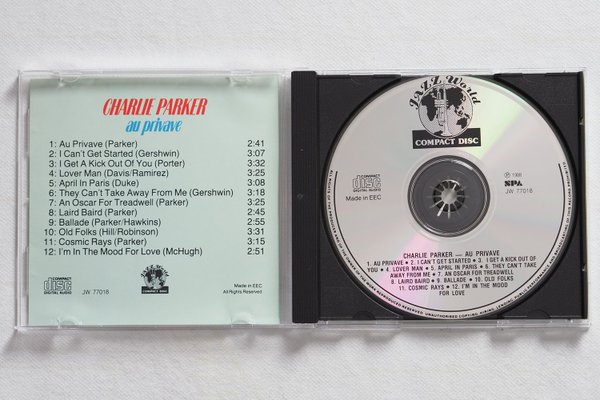 CHARLIE PARKER
au privave
1: Au Privave (Parker) 2:41
2: I Can't Get Started (Gershwin) 3:07
3: I Get A Kick Out Of You (Porter) 4:52
4: Lover Man (Davis/Ramirez) 3:21
5: April In Paris (Duke) 3:08
6: They Can't Take Away From Me (Gershwin) 3:18
7: An Oscar For Treadwell (Parker) 3:21
8: Laird Baird (Parker) 2:45
9: Ballade (Parker/Hawkins) 2:55
10: Old Folks (Hill/Robinson) 3:31
11: Cosmic Rays (Parker) 3:15
12: I'm In The Mood For Love (McHugh) 2:51
COMPACT
disc
DIGITAL AUDIO
JW 77018
COMPACT DISC
Made in EEC
All Rights Reserved
JAZZ World
COMPACT DISC
COMPACT
disc
DIGITAL AUDIO
Made in EEC
℗ 1988
SPA
JW 77018
CHARLIE PARKER — AU PRIVAVE
1. AU PRIVAVE • 2. I CAN'T GET STARTED • 3. I GET A KICK OUT OF
YOU • 4. LOVER MAN • 5. APRIL IN PARIS • 6. THEY CAN'T TAKE
AWAY FROM ME • 7. AN OSCAR FOR TREADWELL
8. LAIRD BAIRD • 9. BALLADE • 10. OLD FOLKS
11. COSMIC RAYS • 12. I'M IN THE MOOD
FOR LOVE